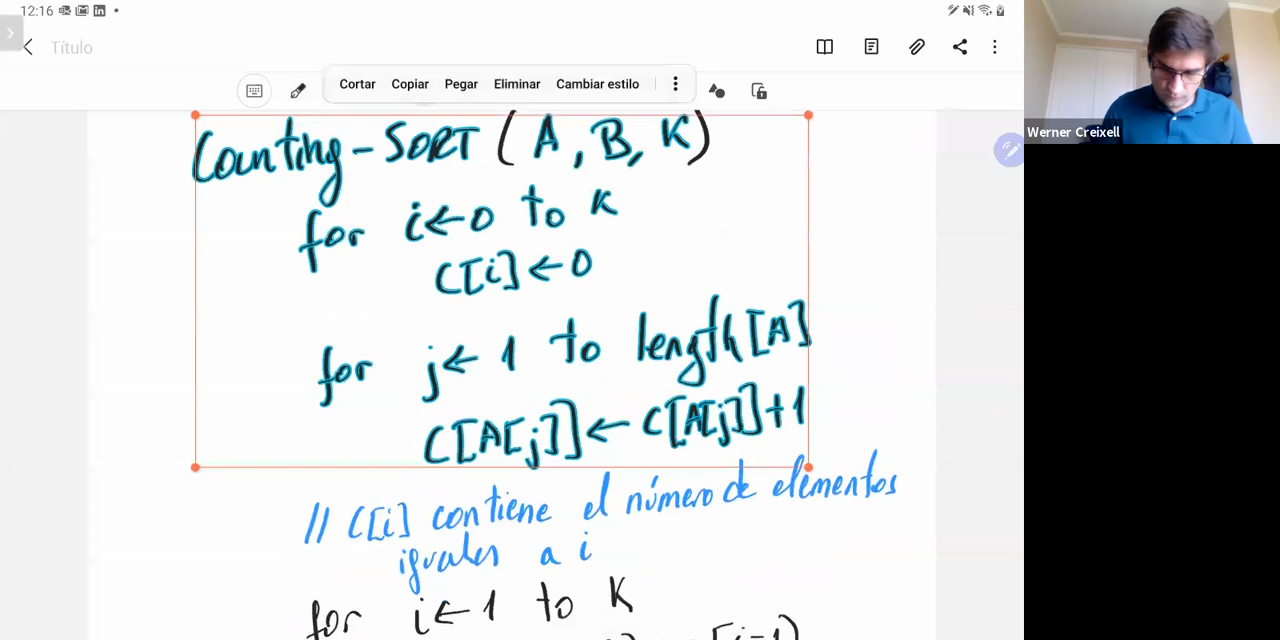 12:16
Título
Cortar Copiar Pegar Eliminar Cambiar estilo
Werner Creixell
Counting-SORT (A, B, K)
for i←0 to K
C[i]←0
for j←1 to length[A]
C[A[j]]←C[A[j]]+1
// C[i] contiene el número de elementos
iguales a i
for i←1 to K
[i-1)